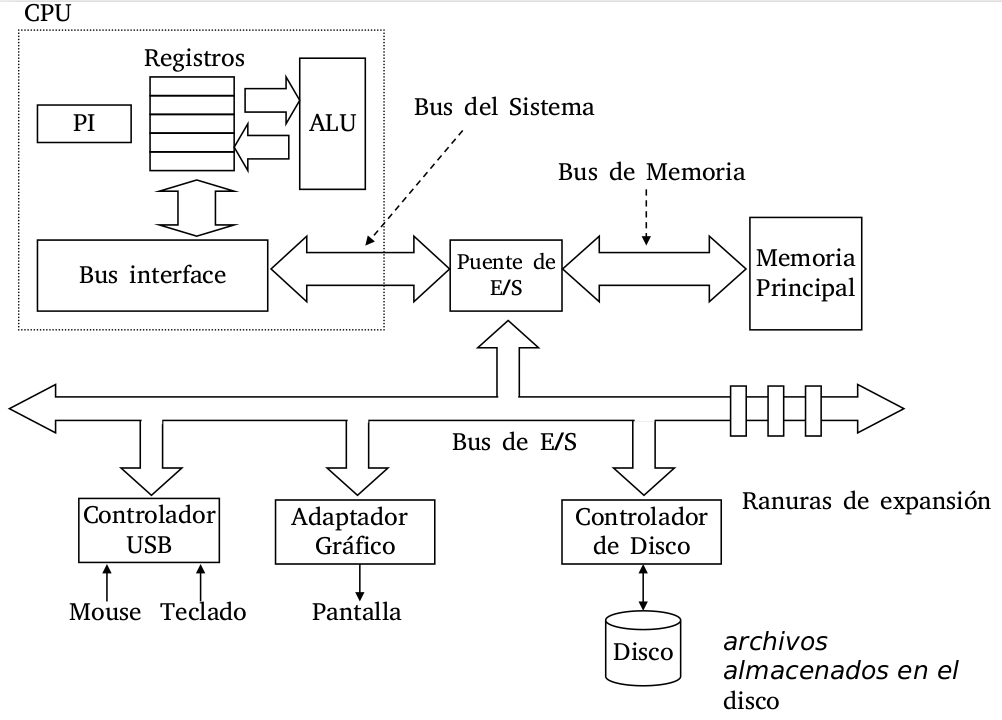 CPU
Registros
PI
ALU
Bus del Sistema
Bus de Memoria
Bus interface
Puente de
E/S
Memoria
Principal
Bus de E/S
Ranuras de expansión
Controlador
USB
Adaptador
Gráfico
Controlador
de Disco
Mouse
Teclado
Pantalla
Disco
archivos
almacenados en el
disco